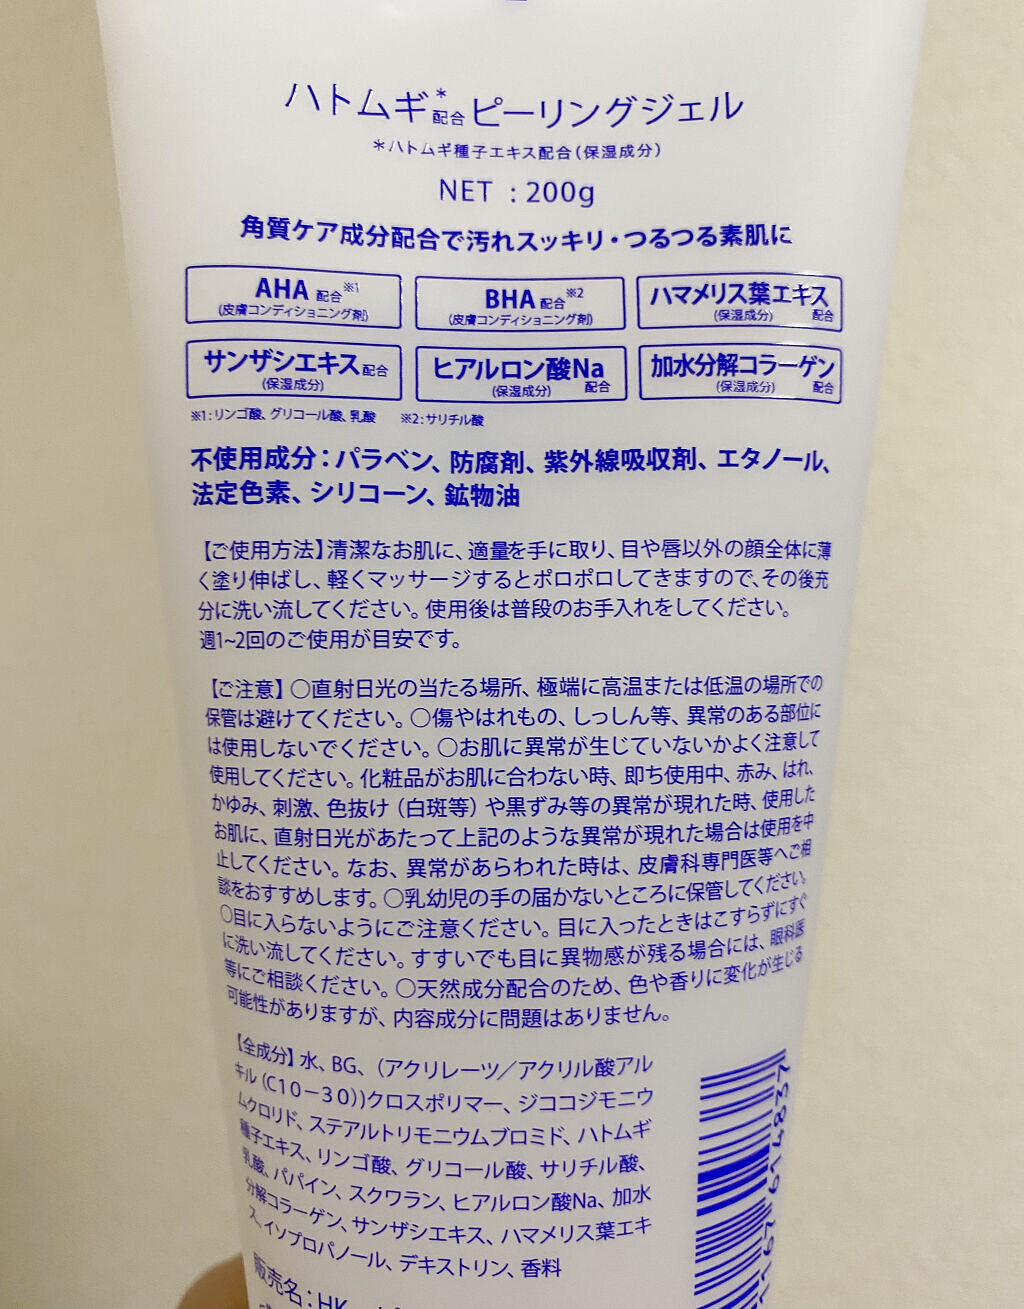 ハトムギ*配合ピーリングジェル
*ハトムギ種子エキス配合(保湿成分)
NET : 200g
角質ケア成分配合で汚れスッキリ・つるつる素肌に
AHA 配合※1
(皮膚コンディショニング剤)
BHA 配合※2
(皮膚コンディショニング剤)
ハマメリス葉エキス
(保湿成分) 配合
サンザシエキス配合
(保湿成分)
ヒアルロン酸Na
(保湿成分) 配合
加水分解コラーゲン
(保湿成分) 配合
※1:リンゴ酸、グリコール酸、乳酸 ※2:サリチル酸
不使用成分:パラベン、防腐剤、紫外線吸収剤、エタノール、
法定色素、シリコーン、鉱物油
【ご使用方法】清潔なお肌に、適量を手に取り、目や唇以外の顔全体に薄
く塗り伸ばし、軽くマッサージするとポロポロしてきますので、その後充
分に洗い流してください。使用後は普段のお手入れをしてください。
週1~2回のご使用が目安です。
【ご注意】○直射日光の当たる場所、極端に高温または低温の場所での
保管は避けてください。○傷やはれもの、しっしん等、異常のある部位に
は使用しないでください。○お肌に異常が生じていないかよく注意して
使用してください。化粧品がお肌に合わない時、即ち使用中、赤み、はれ、
かゆみ、刺激、色抜け(白斑等)や黒ずみ等の異常が現れた時、使用した
お肌に、直射日光があたって上記のような異常が現れた場合は使用を中
止してください。なお、異常があらわれた時は、皮膚科専門医等へご相
談をおすすめします。○乳幼児の手の届かないところに保管してください。
○目に入らないようにご注意ください。目に入ったときはこすらずにすぐ
に洗い流してください。すすいでも目に異物感が残る場合には、眼科医
等にご相談ください。○天然成分配合のため、色や香りに変化が生じる
可能性がありますが、内容成分に問題はありません。
【全成分】水、BG、(アクリレーツ/アクリル酸アル
キル(C10-30))クロスポリマー、ジココジモニウ
ムクロリド、ステアルトリモニウムブロミド、ハトムギ
種子エキス、リンゴ酸、グリコール酸、サリチル酸、
乳酸、パパイン、スクワラン、ヒアルロン酸Na、加水
分解コラーゲン、サンザシエキス、ハマメリス葉エキ
ス、イソプロパノール、デキストリン、香料
販売名:HK